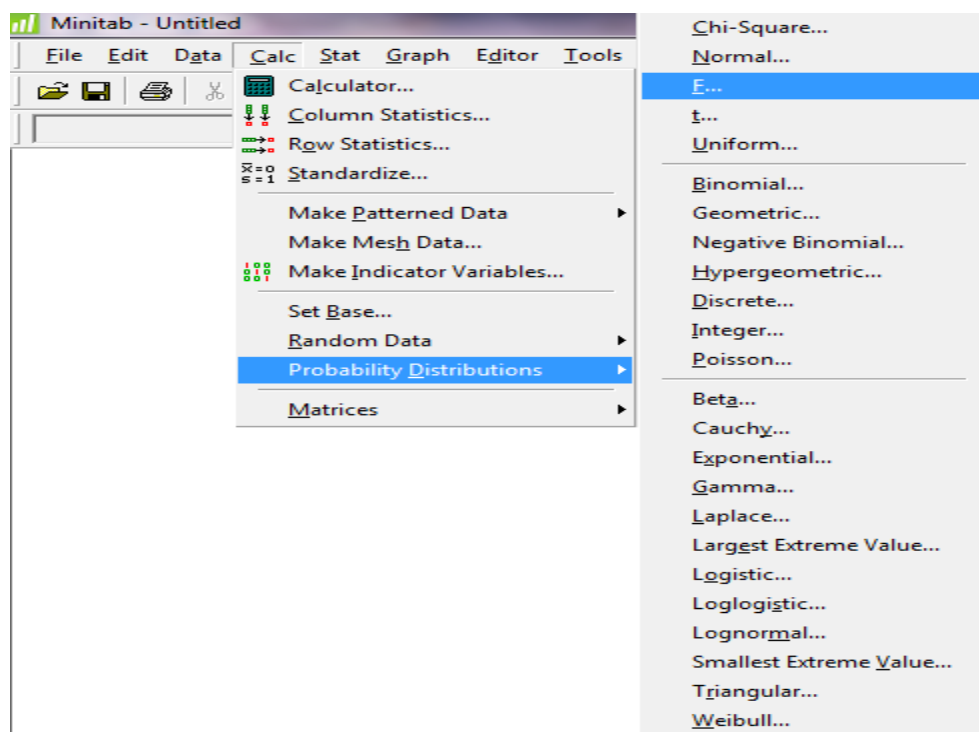 Minitab - Untitled
File Edit Data Calc Stat Graph Editor Tools
Calculator...
Column Statistics...
Row Statistics...
x̄=0
s=1
Standardize...
Make Patterned Data
Make Mesh Data...
Make Indicator Variables...
Set Base...
Random Data
Probability Distributions
Matrices
Chi-Square...
Normal...
F...
t...
Uniform...
Binomial...
Geometric...
Negative Binomial...
Hypergeometric...
Discrete...
Integer...
Poisson...
Beta...
Cauchy...
Exponential...
Gamma...
Laplace...
Largest Extreme Value...
Logistic...
Loglogistic...
Lognormal...
Smallest Extreme Value...
Triangular...
Weibull...